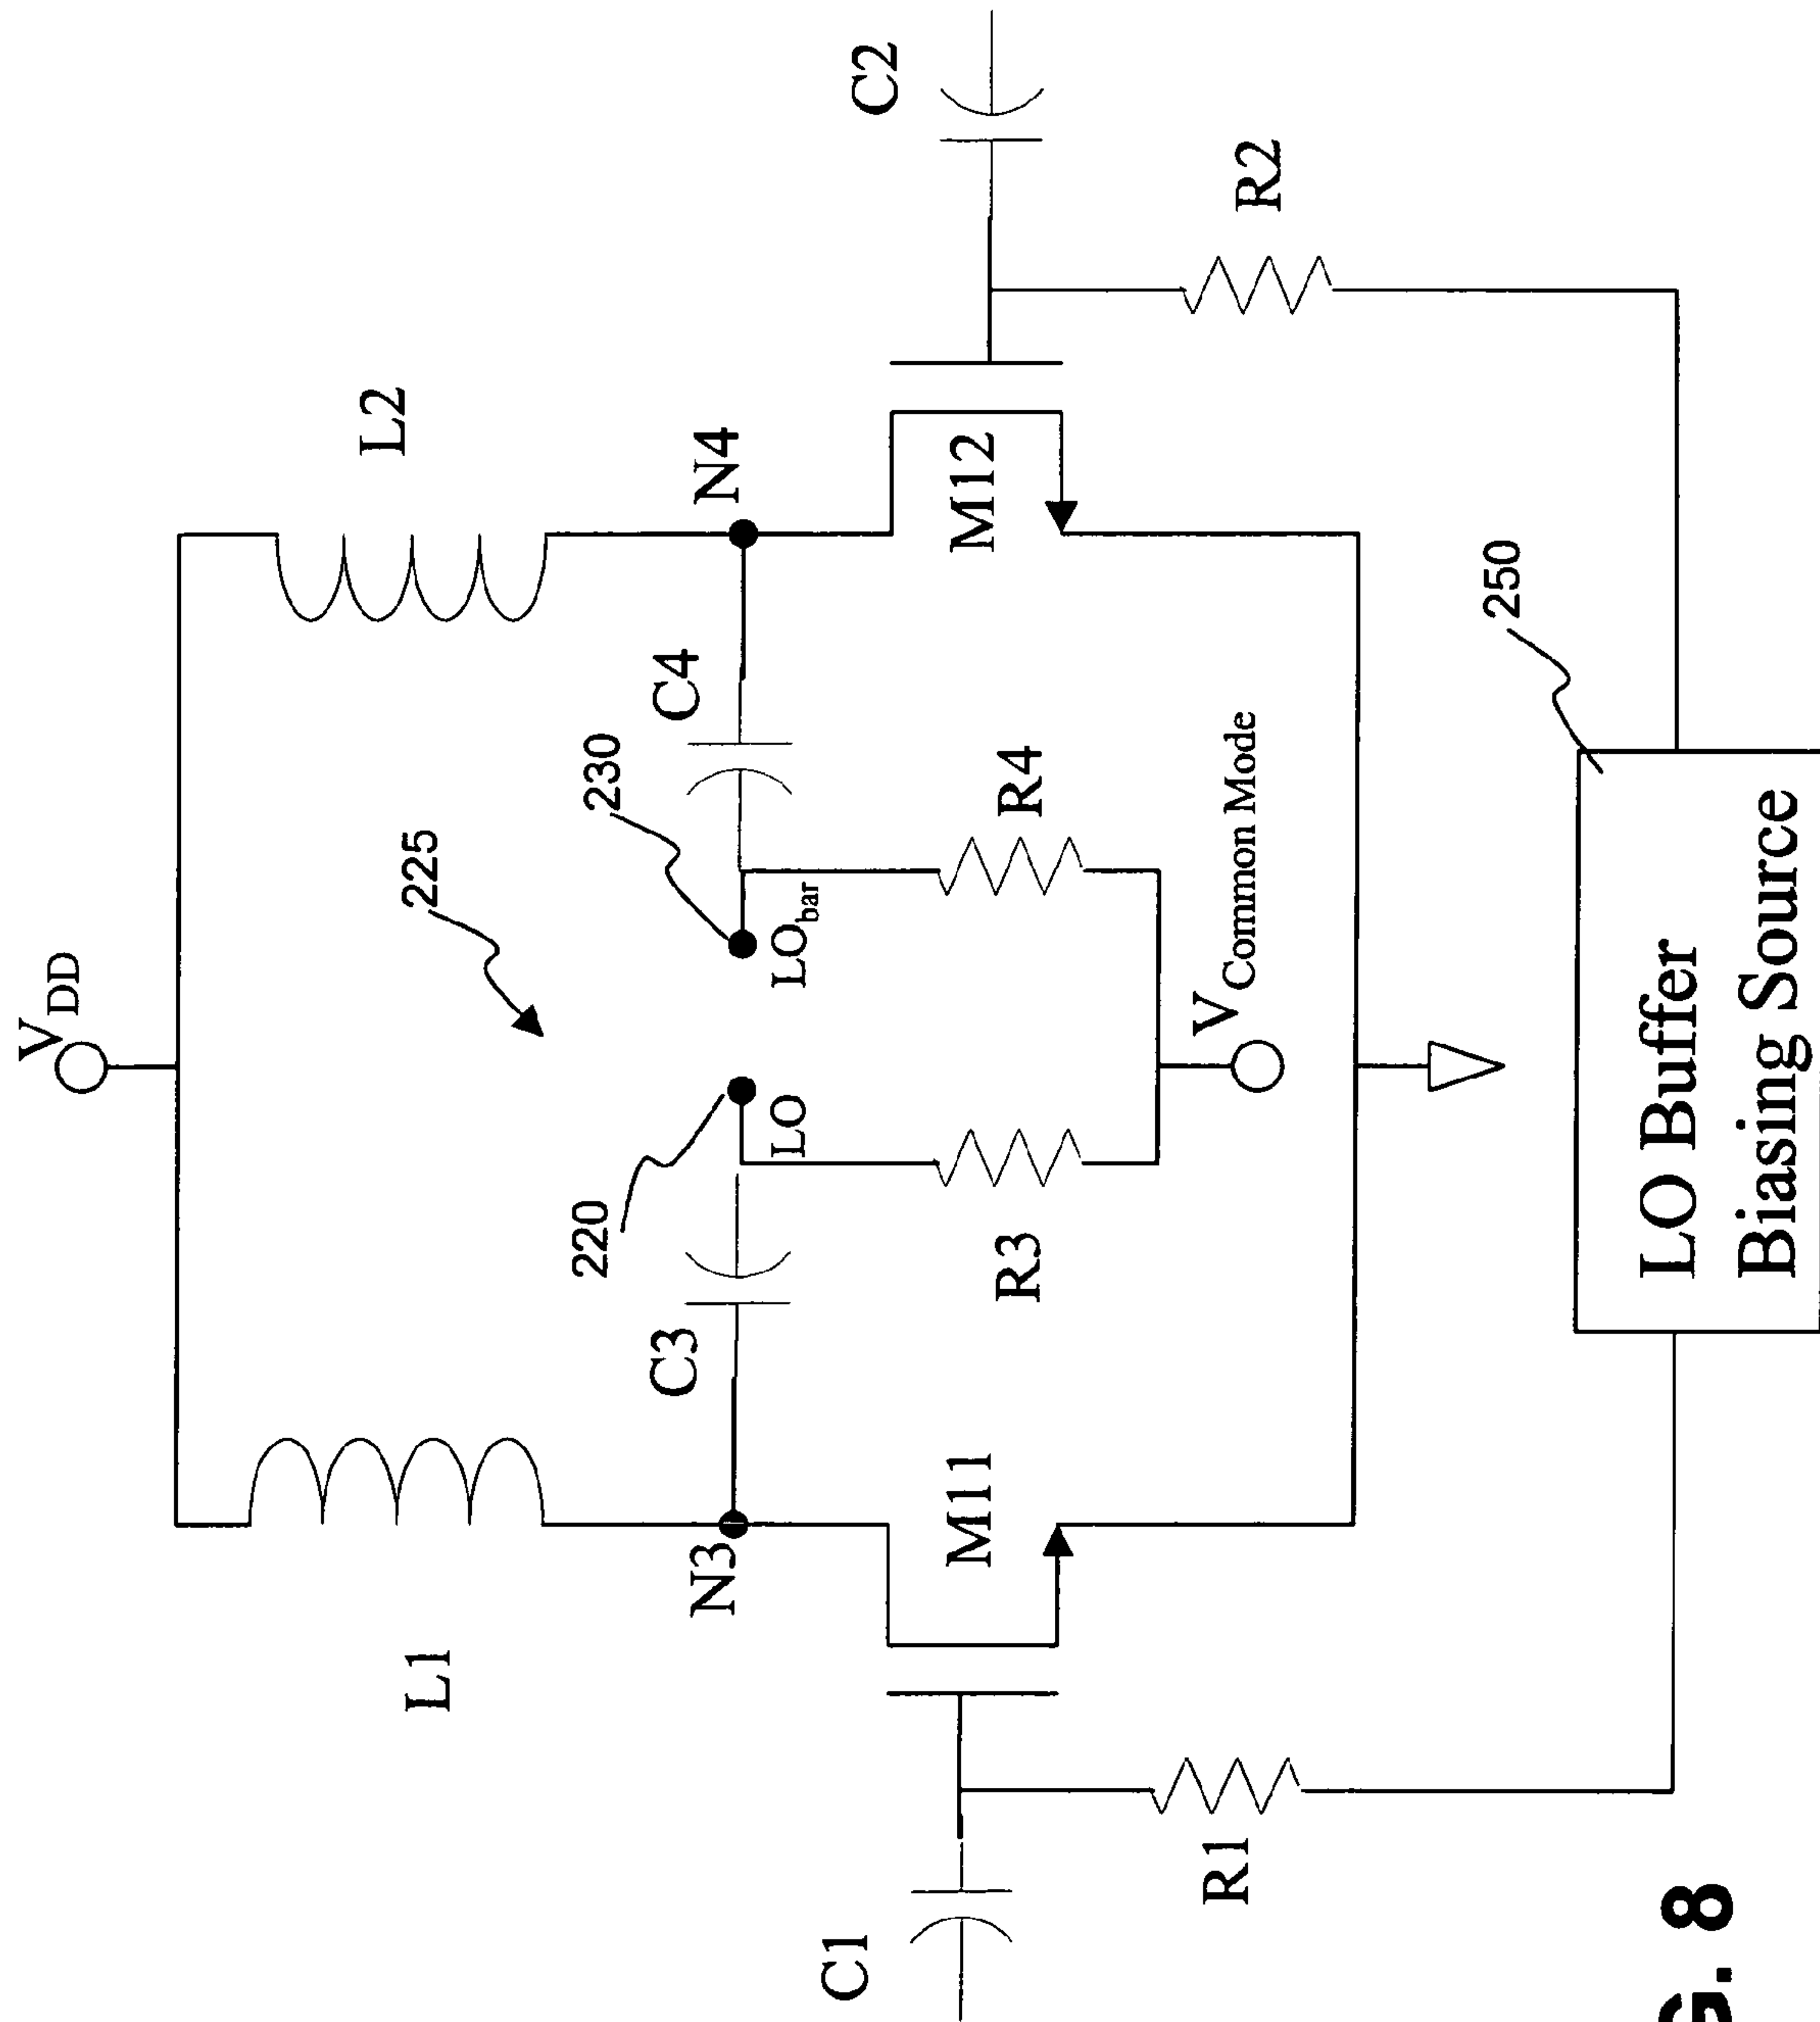 V_DD
L1
L2
225
N3
C3
220
230
C4
N4
LO
LO_bar
C1
M11
R3
R4
M12
C2
R1
V_Common Mode
R2
250
LO Buffer
Biasing Source
G. 8